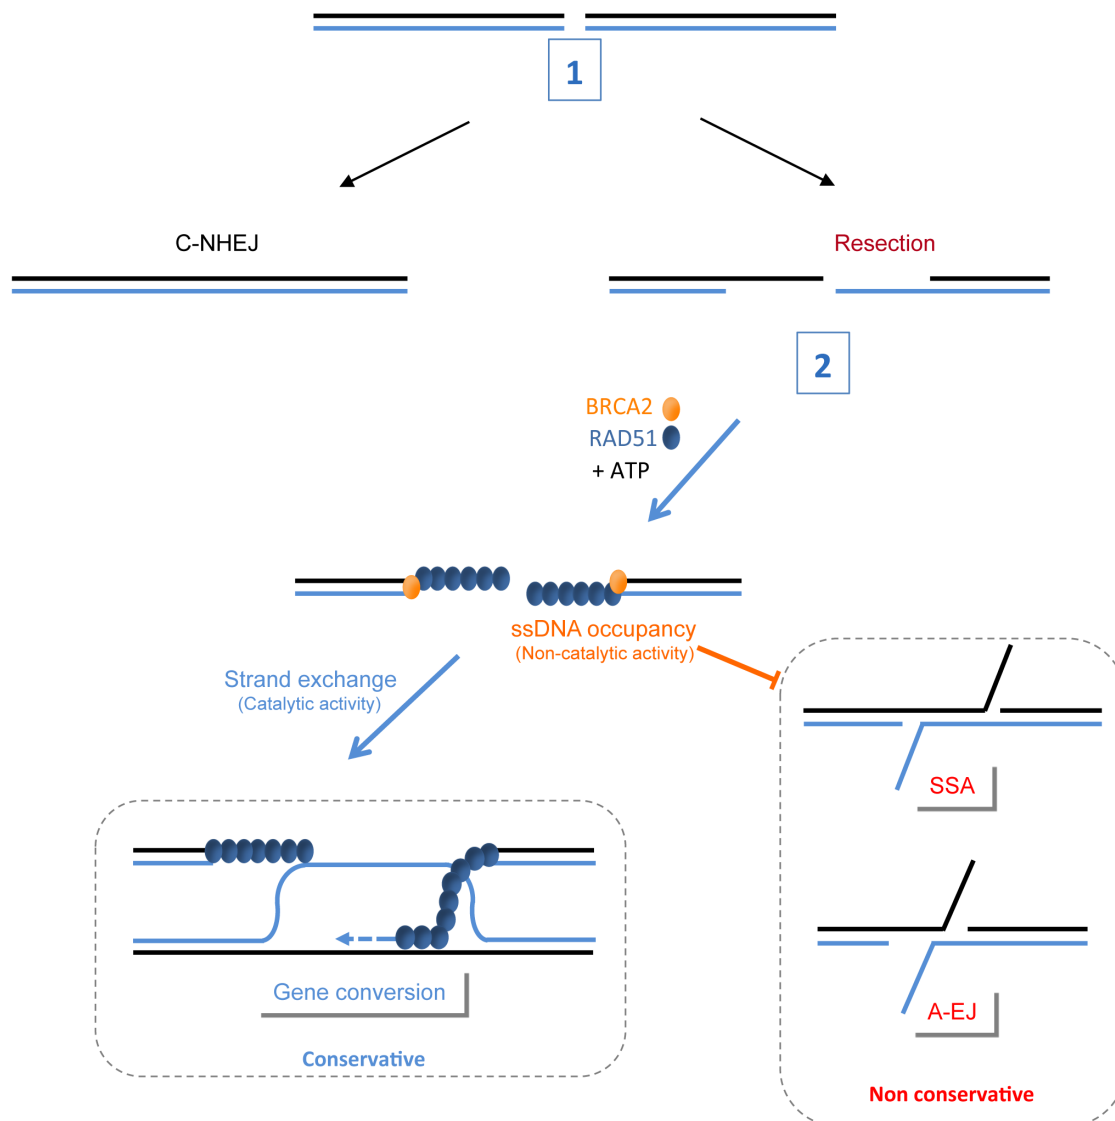 1
C-NHEJ
Resection
2
BRCA2
RAD51
+ ATP
ssDNA occupancy
(Non-catalytic activity)
Strand exchange
(Catalytic activity)
SSA
Gene conversion
A-EJ
Conservative
Non conservative